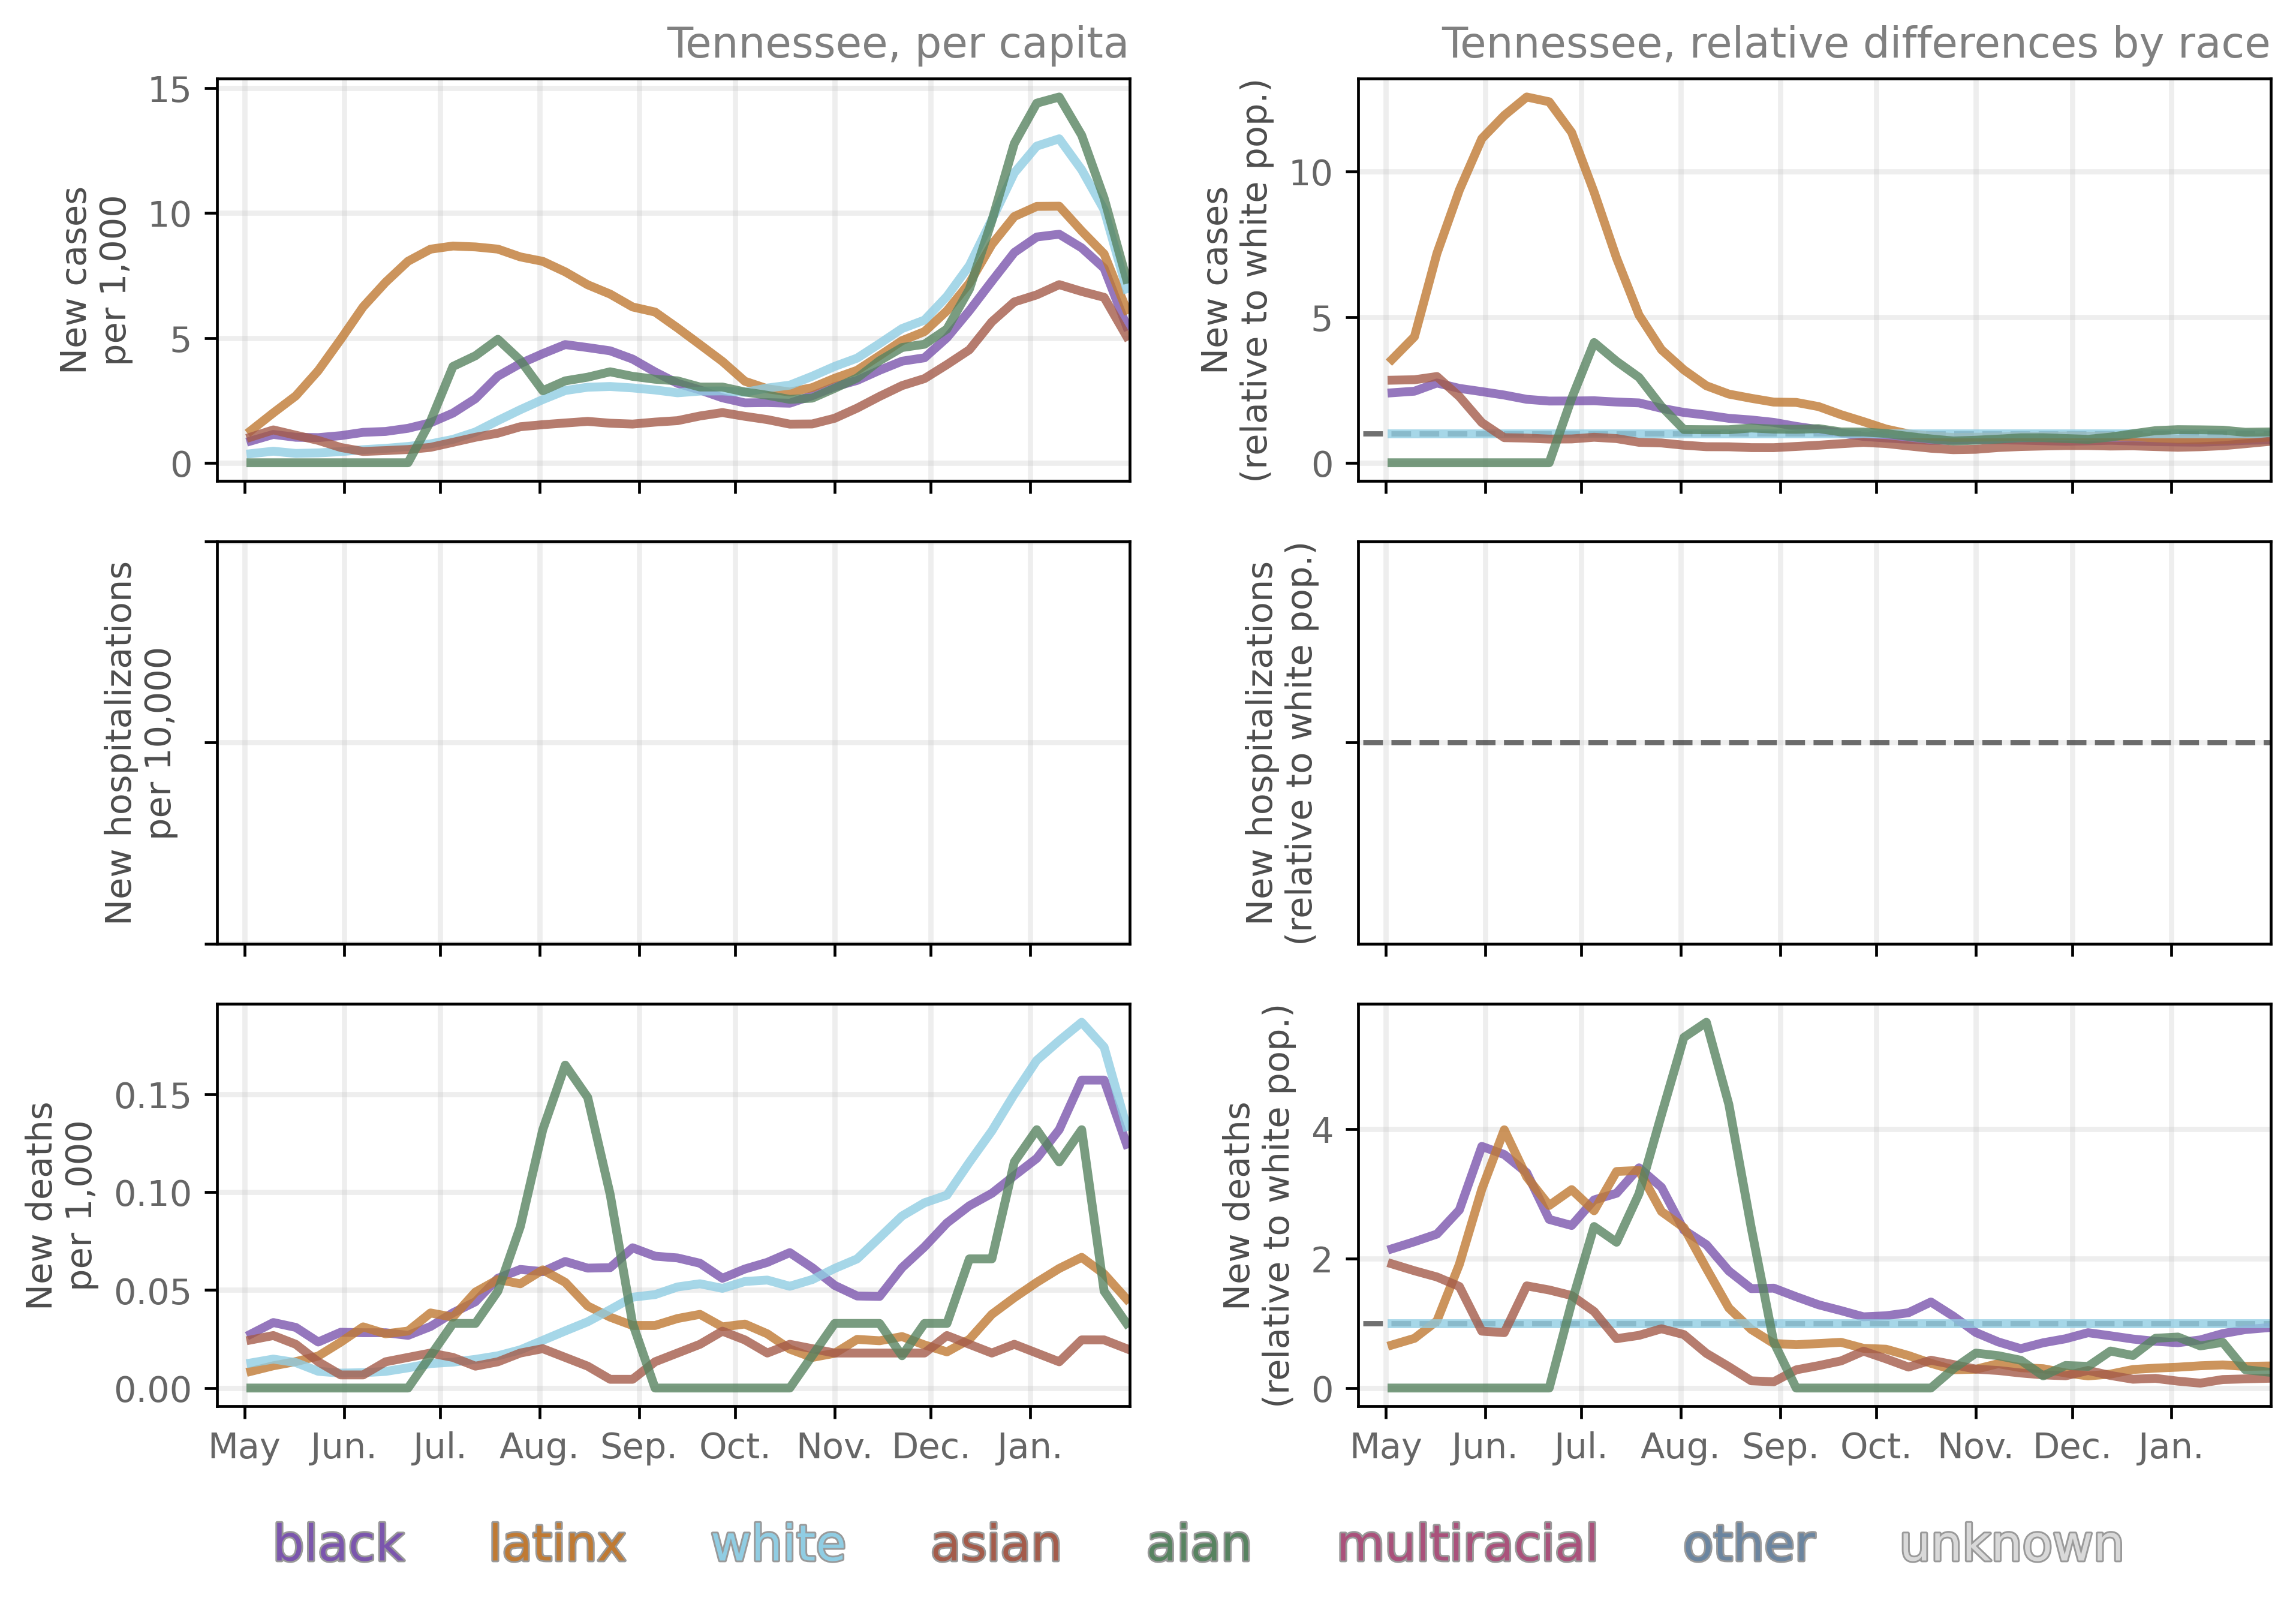 Tennessee, per capita
Tennessee, relative differences by race
New cases
per 1,000
15
10
5
0
New cases
(relative to white pop.)
10
5
0
New hospitalizations
per 10,000
New hospitalizations
(relative to white pop.)
New deaths
per 1,000
0.15
0.10
0.05
0.00
May Jun. Jul. Aug. Sep. Oct. Nov. Dec. Jan.
New deaths
(relative to white pop.)
4
2
0
May Jun. Jul. Aug. Sep. Oct. Nov. Dec. Jan.
black latinx white asian aian multiracial other unknown